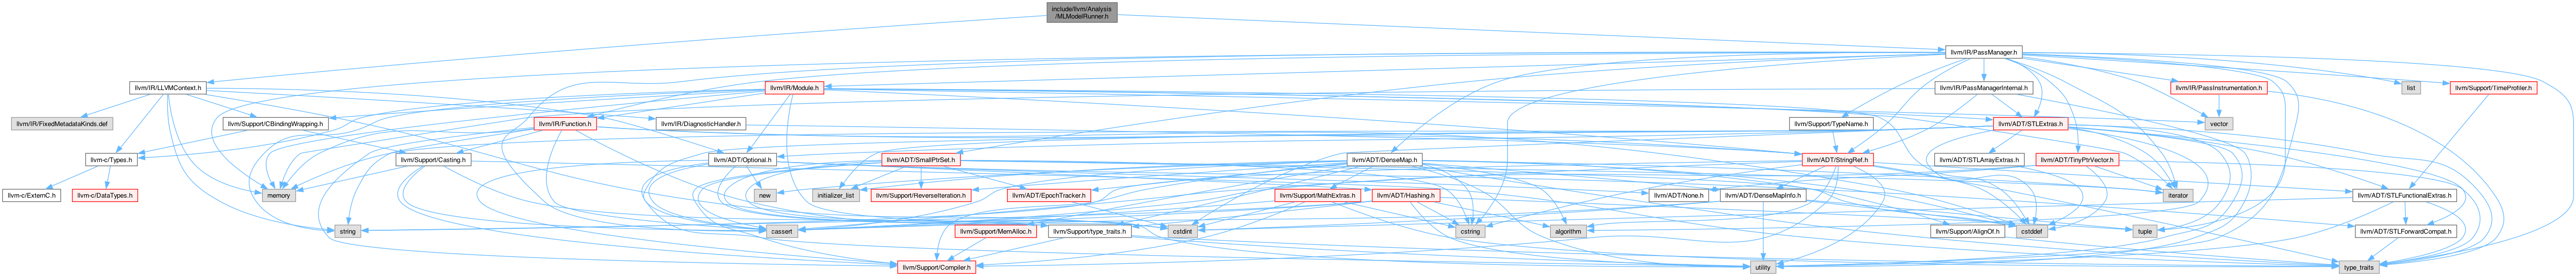 include/llvm/Analysis
/MLModelRunner.h
llvm/IR/PassManager.h
llvm/IR/LLVMContext.h
llvm/IR/Module.h
llvm/IR/PassManagerInternal.h
llvm/IR/PassInstrumentation.h
list
llvm/Support/TimeProfiler.h
llvm/IR/FixedMetadataKinds.def
llvm/Support/CBindingWrapping.h
llvm/IR/Function.h
llvm/IR/DiagnosticHandler.h
llvm/Support/TypeName.h
llvm/ADT/STLExtras.h
vector
llvm-c/Types.h
llvm/Support/Casting.h
llvm/ADT/Optional.h
llvm/ADT/SmallPtrSet.h
llvm/ADT/DenseMap.h
llvm/ADT/StringRef.h
llvm/ADT/STLArrayExtras.h
llvm/ADT/TinyPtrVector.h
llvm-c/ExternC.h
llvm-c/DataTypes.h
memory
new
initializer_list
llvm/Support/ReverseIteration.h
llvm/ADT/EpochTracker.h
llvm/Support/MathExtras.h
llvm/ADT/Hashing.h
llvm/ADT/None.h
llvm/ADT/DenseMapInfo.h
iterator
llvm/ADT/STLFunctionalExtras.h
string
cassert
llvm/Support/MemAlloc.h
llvm/Support/type_traits.h
cstdint
cstring
algorithm
llvm/Support/AlignOf.h
cstddef
tuple
llvm/ADT/STLForwardCompat.h
llvm/Support/Compiler.h
utility
type_traits